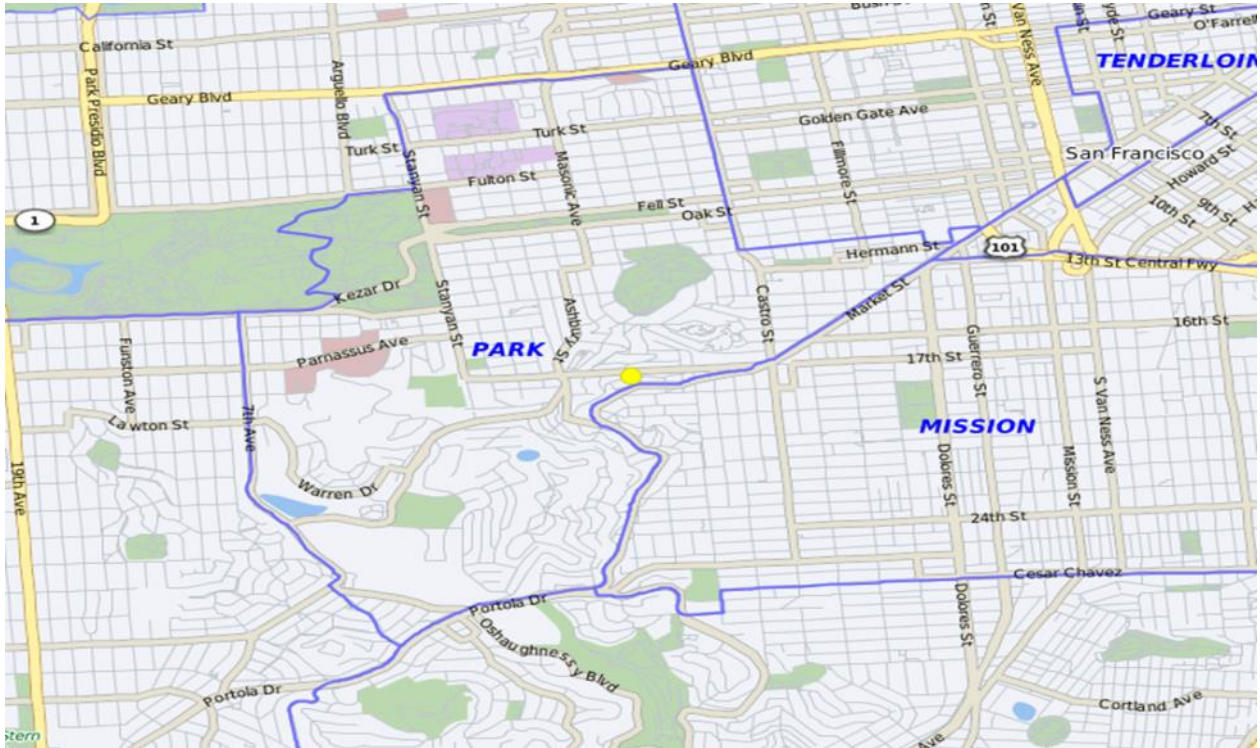 Bush
Geary St
O'Farrell
California St
Van Ness Ave
TENDERLOIN
Park Presidio Blvd
Arguello Blvd
Geary Blvd
Geary Blvd
Golden Gate Ave
7th St
Turk St
Turk St
San Francisco
Howard St
Stanyan St
Masonic Ave
Fillmore St
Fulton St
9th St
10th St
Fell St
Oak St
1
Hermann St
101
13th St Central Fwy
Kezar Dr
Stanyan St
Ashbury St
Castro St
Market St
16th St
Funston Ave
Parnassus Ave
PARK
17th St
Guerrero St
S Van Ness Ave
7th Ave
Lawton St
MISSION
Dolores St
Mission St
19th Ave
Warren Dr
24th St
Cesar Chavez
Portola Dr
Dolores St
Oshaughnessy Blvd
Portola Dr
Cortland Ave
Stern
Ave